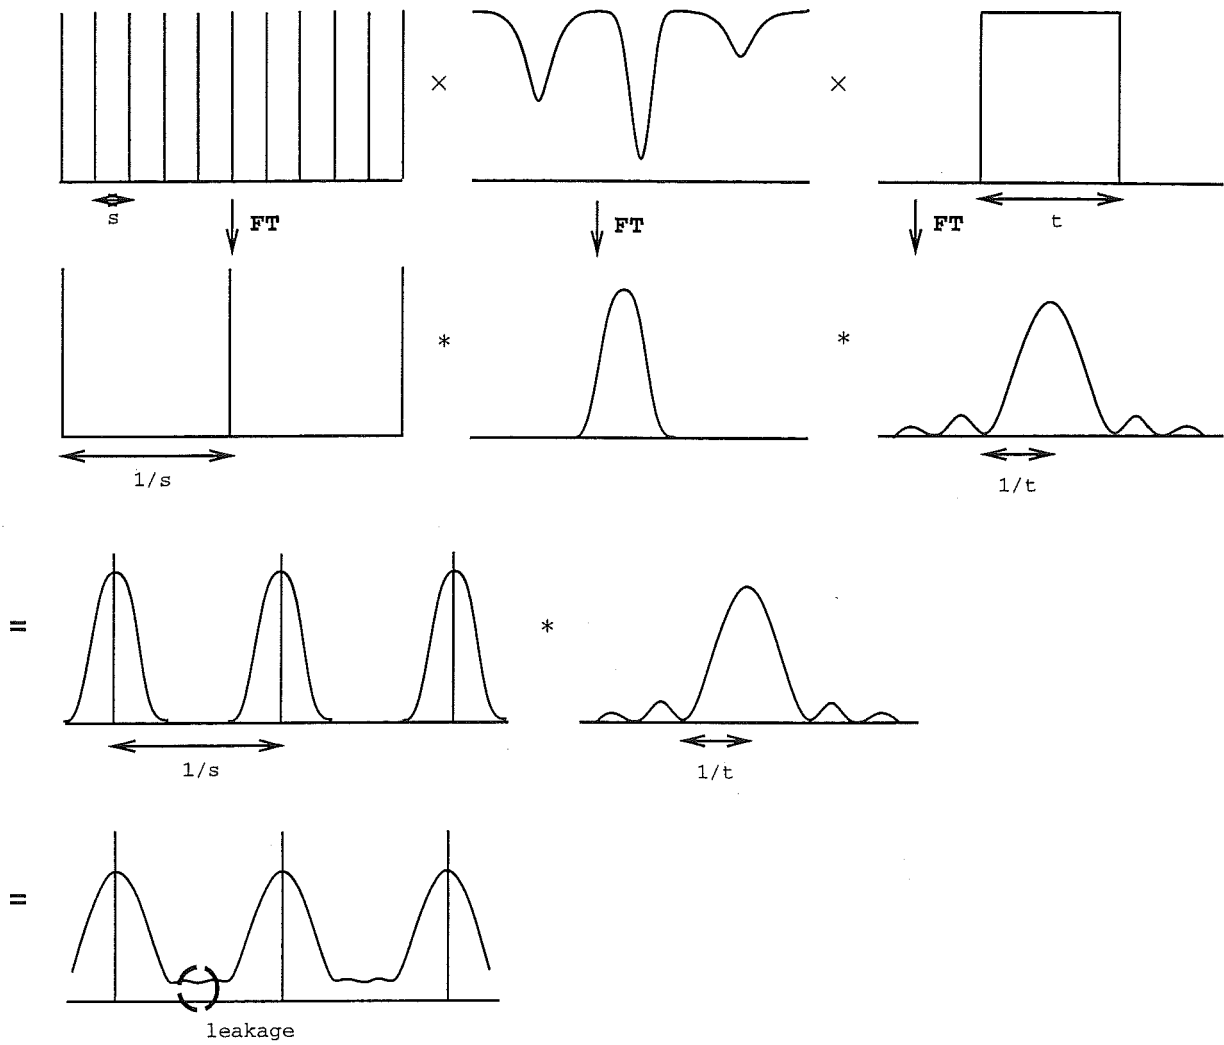 × ×
s t
FT FT FT
* *
1/s 1/t
= *
1/s 1/t
=
leakage